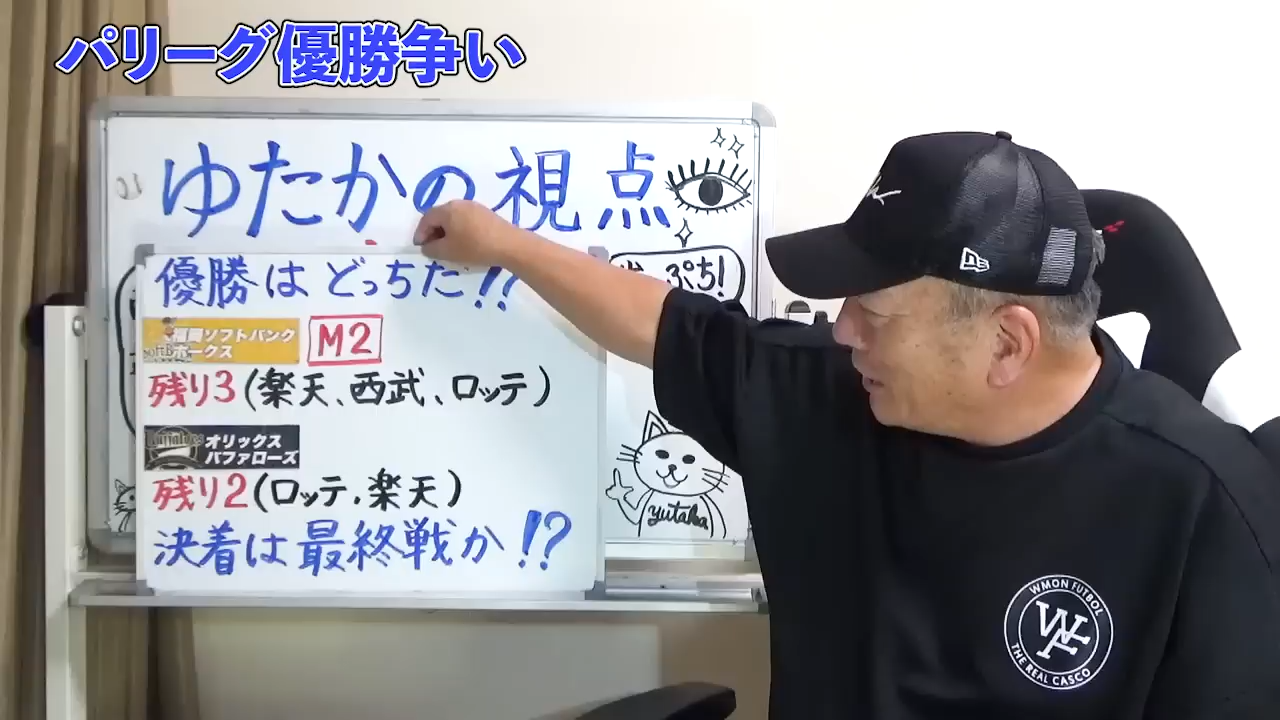 パリーグ優勝争い
ゆたかの視点
ぷち!
優勝はどっちだ!?
福岡ソフトバンク
ホークス
M2
残り3(楽天、西武、ロッテ)
オリックス
バファローズ
残り2(ロッテ、楽天)
決着は最終戦か!?
yutaka
WMON FUTBOL
WF
THE REAL CASCO